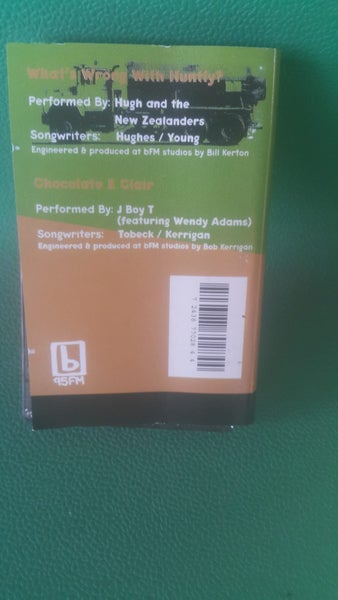 What's Wrong With Huntly?
Performed By: Hugh and the
New Zealanders
Songwriters: Hughes / Young
Engineered & produced at bFM studios by Bill Kerton
Chocolate E Clair
Performed By: J Boy T
(featuring Wendy Adams)
Songwriters: Tobeck / Kerrigan
Engineered & produced at bFM studios by Bob Kerrigan
b
95FM